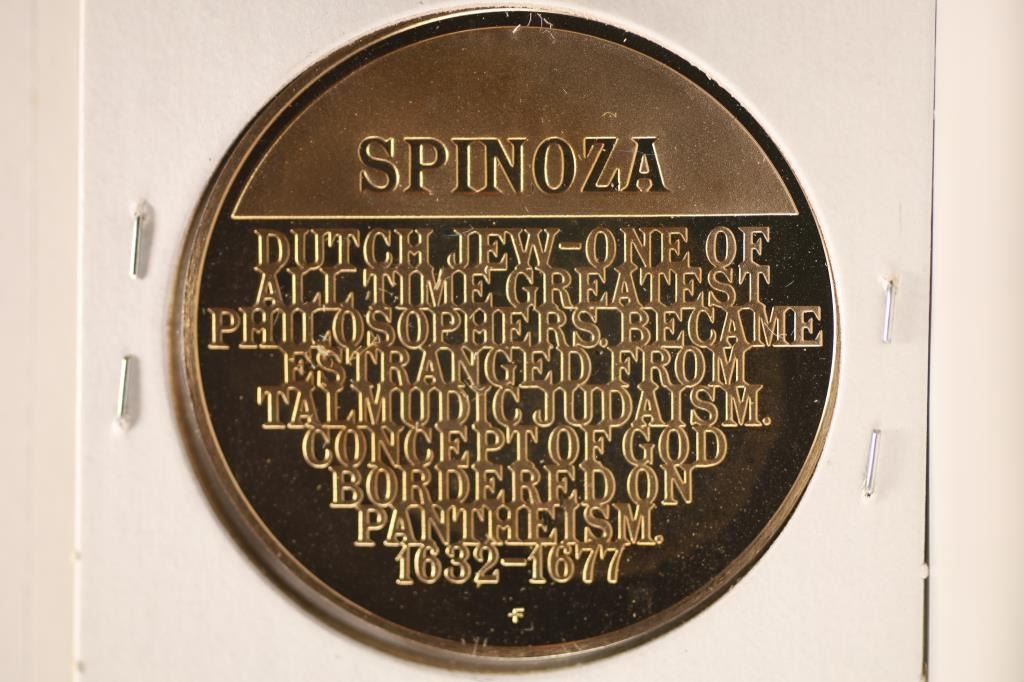 SPINOZA
DUTCH JEW-ONE OF
ALL TIME GREATEST
PHILOSOPHERS. BECAME
ESTRANGED FROM
TALMUDIC JUDAISM.
CONCEPT OF GOD
BORDERED ON
PANTHEISM.
1632-1677
F